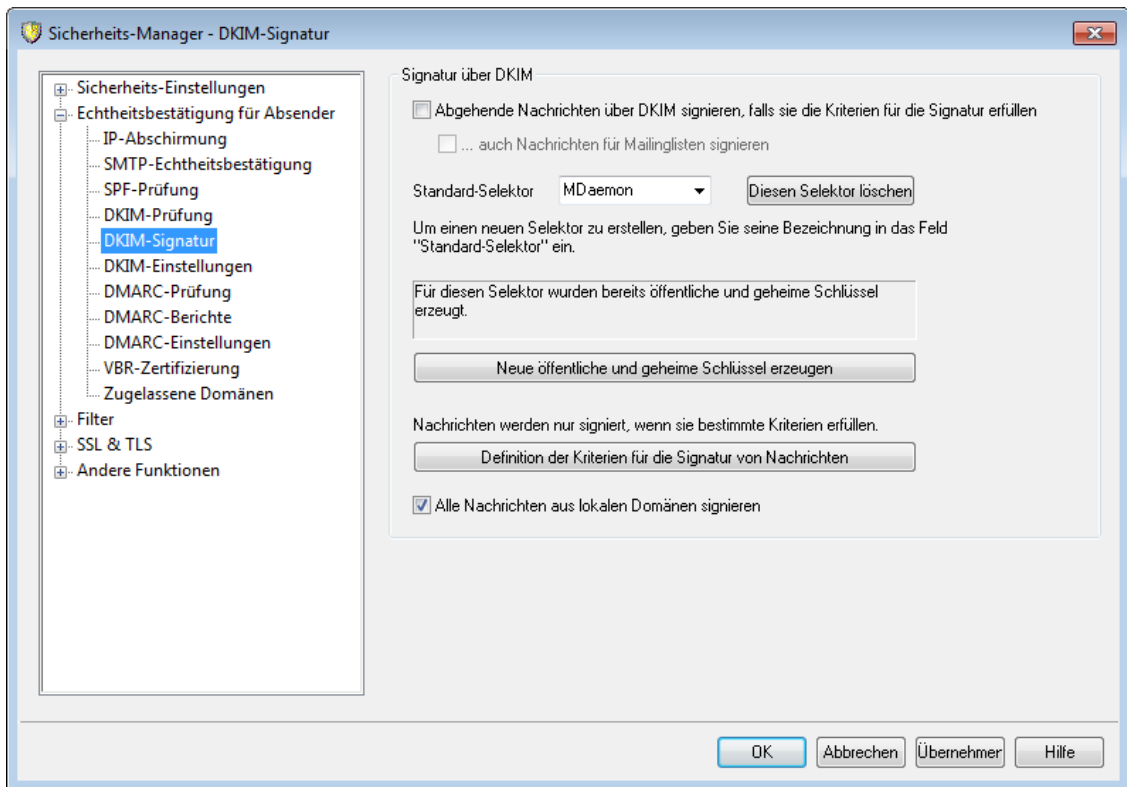 Sicherheits-Manager - DKIM-Signatur
Sicherheits-Einstellungen
Echtheitsbestätigung für Absender
IP-Abschirmung
SMTP-Echtheitsbestätigung
SPF-Prüfung
DKIM-Prüfung
DKIM-Signatur
DKIM-Einstellungen
DMARC-Prüfung
DMARC-Berichte
DMARC-Einstellungen
VBR-Zertifizierung
Zugelassene Domänen
Filter
SSL & TLS
Andere Funktionen
Signatur über DKIM
Abgehende Nachrichten über DKIM signieren, falls sie die Kriterien für die Signatur erfüllen
... auch Nachrichten für Mailinglisten signieren
Standard-Selektor MDaemon Diesen Selektor löschen
Um einen neuen Selektor zu erstellen, geben Sie seine Bezeichnung in das Feld
"Standard-Selektor" ein.
Für diesen Selektor wurden bereits öffentliche und geheime Schlüssel
erzeugt.
Neue öffentliche und geheime Schlüssel erzeugen
Nachrichten werden nur signiert, wenn sie bestimmte Kriterien erfüllen.
Definition der Kriterien für die Signatur von Nachrichten
Alle Nachrichten aus lokalen Domänen signieren
OK Abbrechen Übernehmer Hilfe